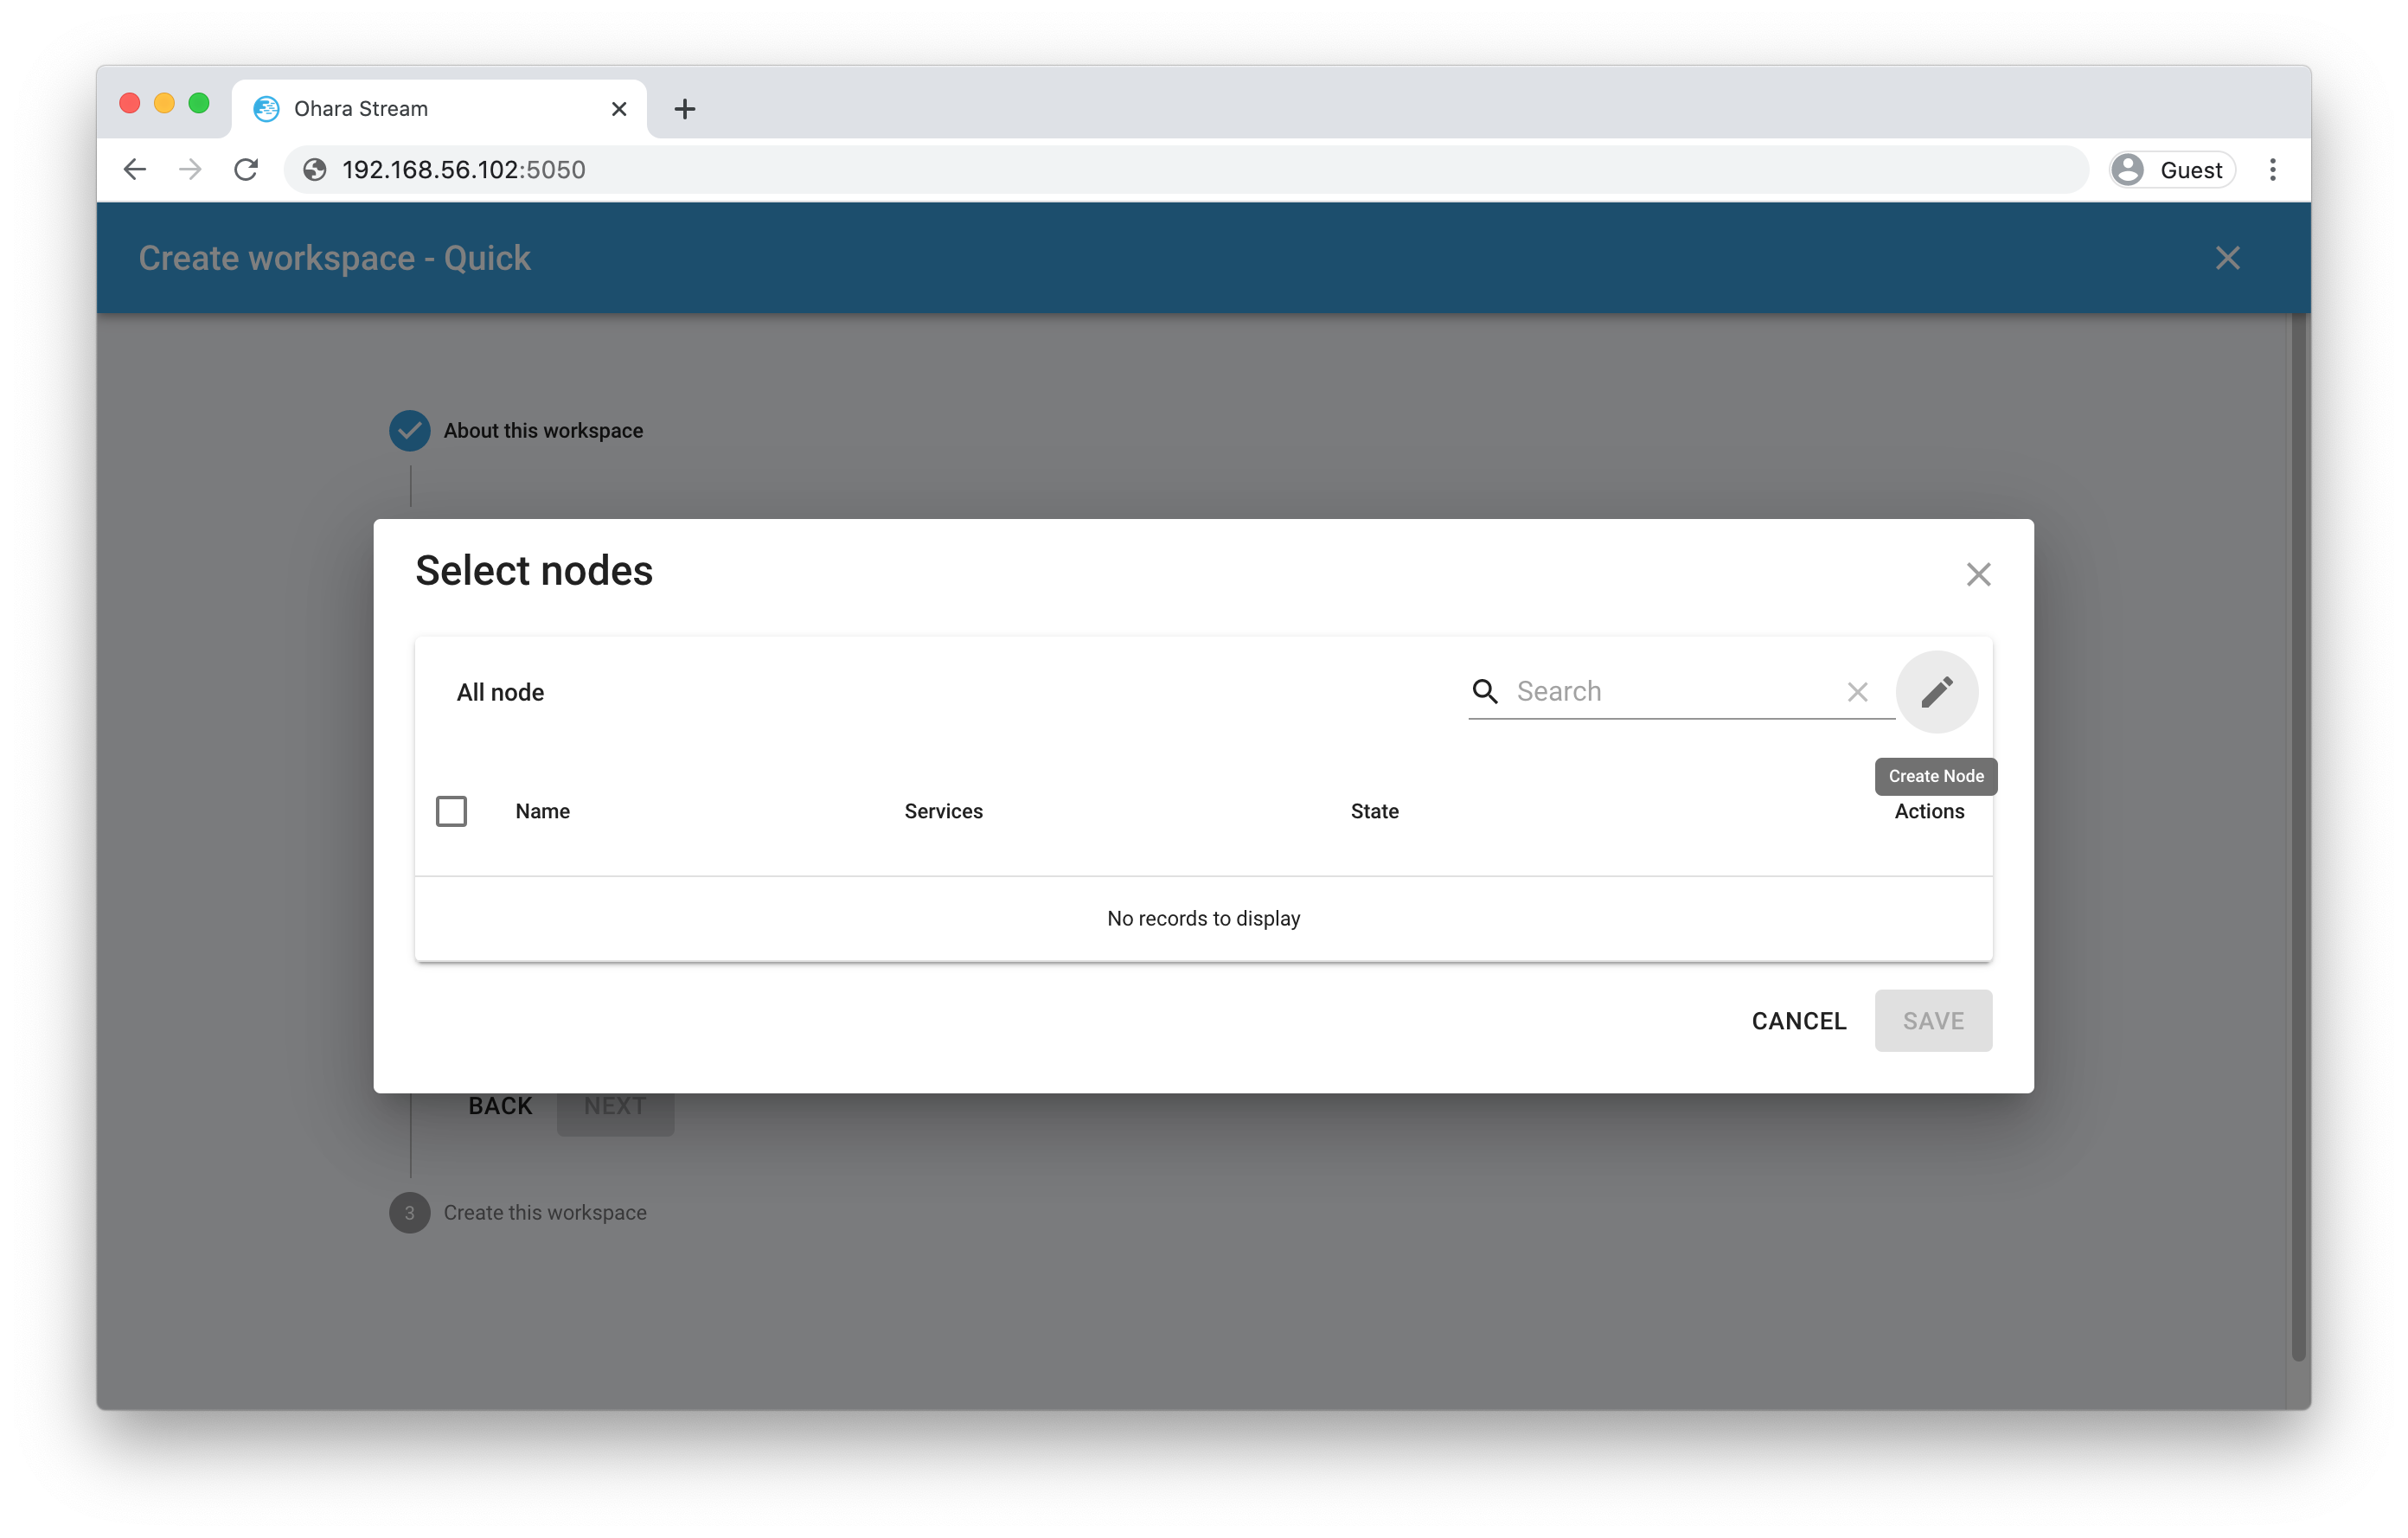 Ohara Stream
192.168.56.102:5050
Guest
Create workspace - Quick
About this workspace
Select nodes
All node
Search
Create Node
Name Services State Actions
No records to display
CANCEL SAVE
BACK NEXT
3 Create this workspace